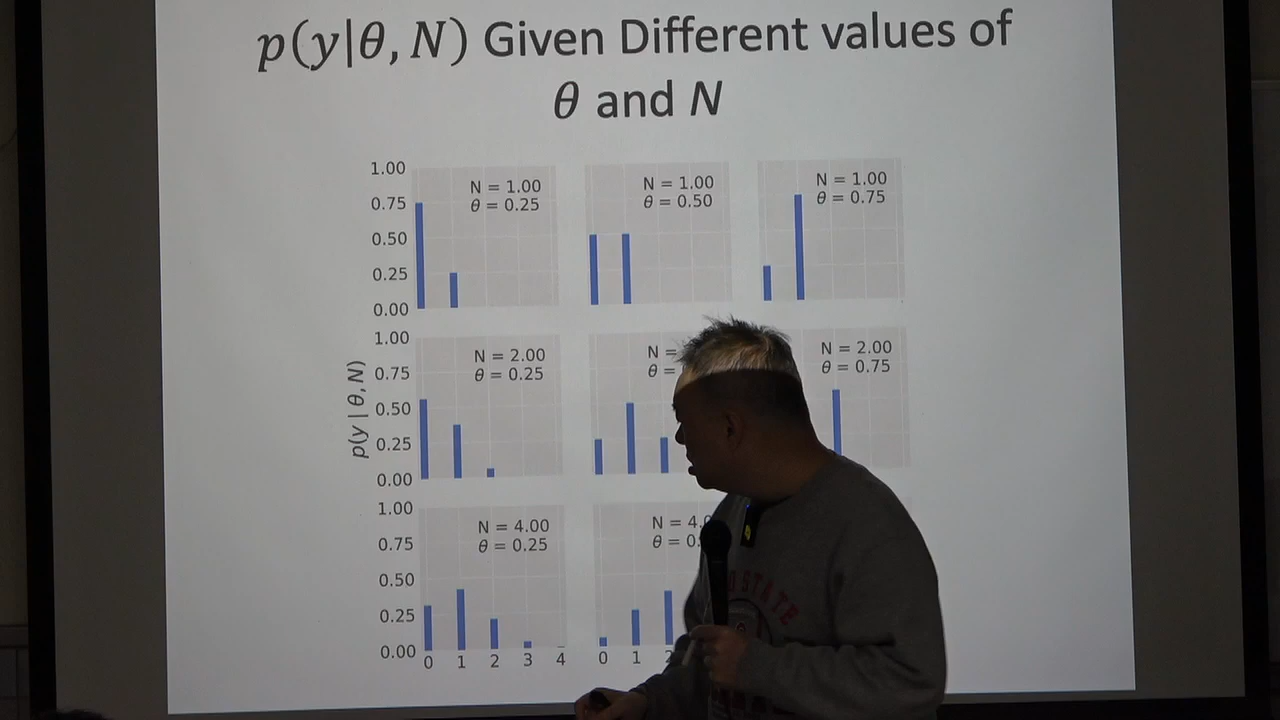 p(y|θ, N) Given Different values of
θ and N
1.00
0.75
0.50
0.25
0.00
N = 1.00
θ = 0.25
N = 1.00
θ = 0.50
N = 1.00
θ = 0.75
p(y | θ, N)
1.00
0.75
0.50
0.25
0.00
N = 2.00
θ = 0.25
N =
θ =
N = 2.00
θ = 0.75
1.00
0.75
0.50
0.25
0.00
N = 4.00
θ = 0.25
N = 4.
θ = 0.
0 1 2 3 4
0 1
STATE